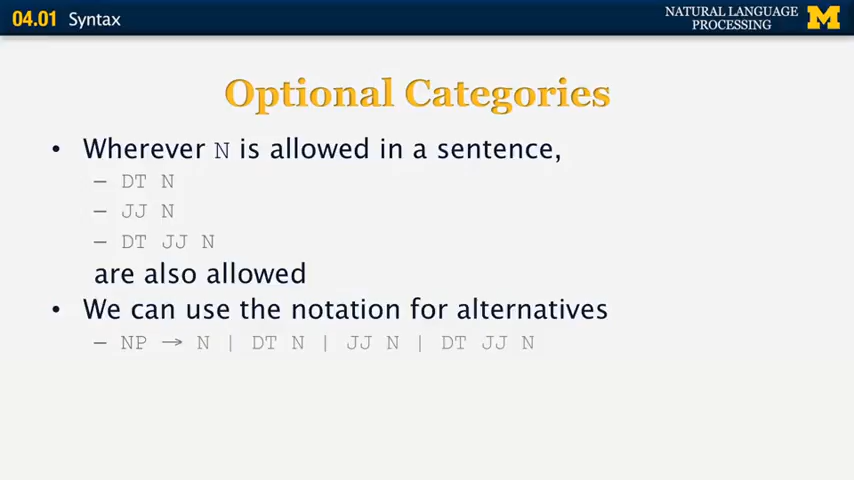 04.01 Syntax
NATURAL LANGUAGE
PROCESSING
M
Optional Categories
• Wherever N is allowed in a sentence,
– DT N
– JJ N
– DT JJ N
are also allowed
• We can use the notation for alternatives
– NP → N | DT N | JJ N | DT JJ N